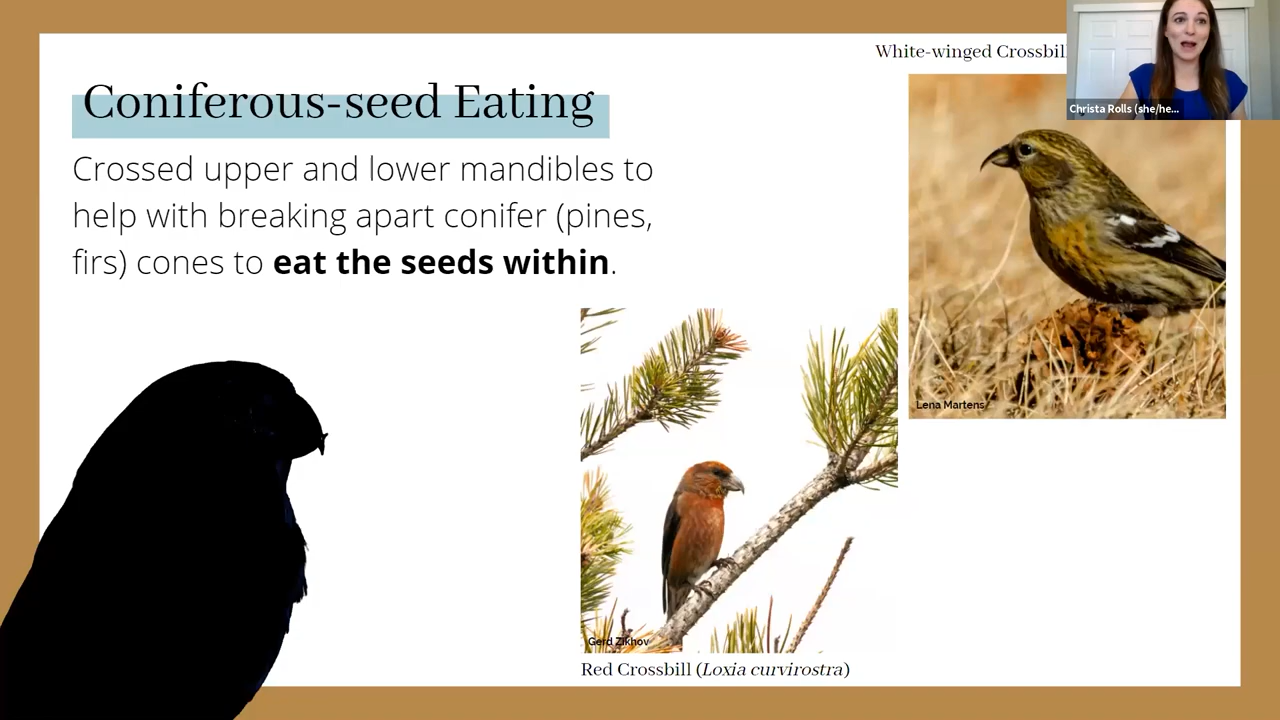 White-winged Crossbill
Christa Rolls (she/he...
Coniferous-seed Eating
Crossed upper and lower mandibles to
help with breaking apart conifer (pines,
firs) cones to eat the seeds within.
Lena Martens
Gerd Zikhov
Red Crossbill (Loxia curvirostra)